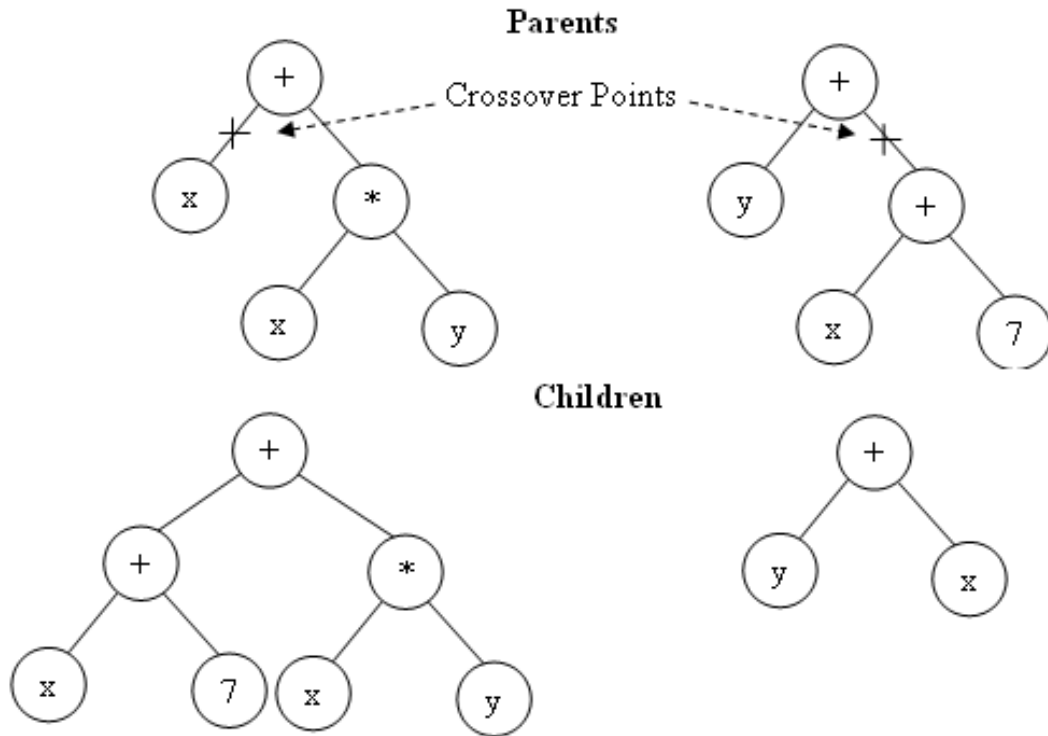 Parents
+ +
Crossover Points
x * y +
x y x 7
Children
+ +
+ * y x
x 7 x y